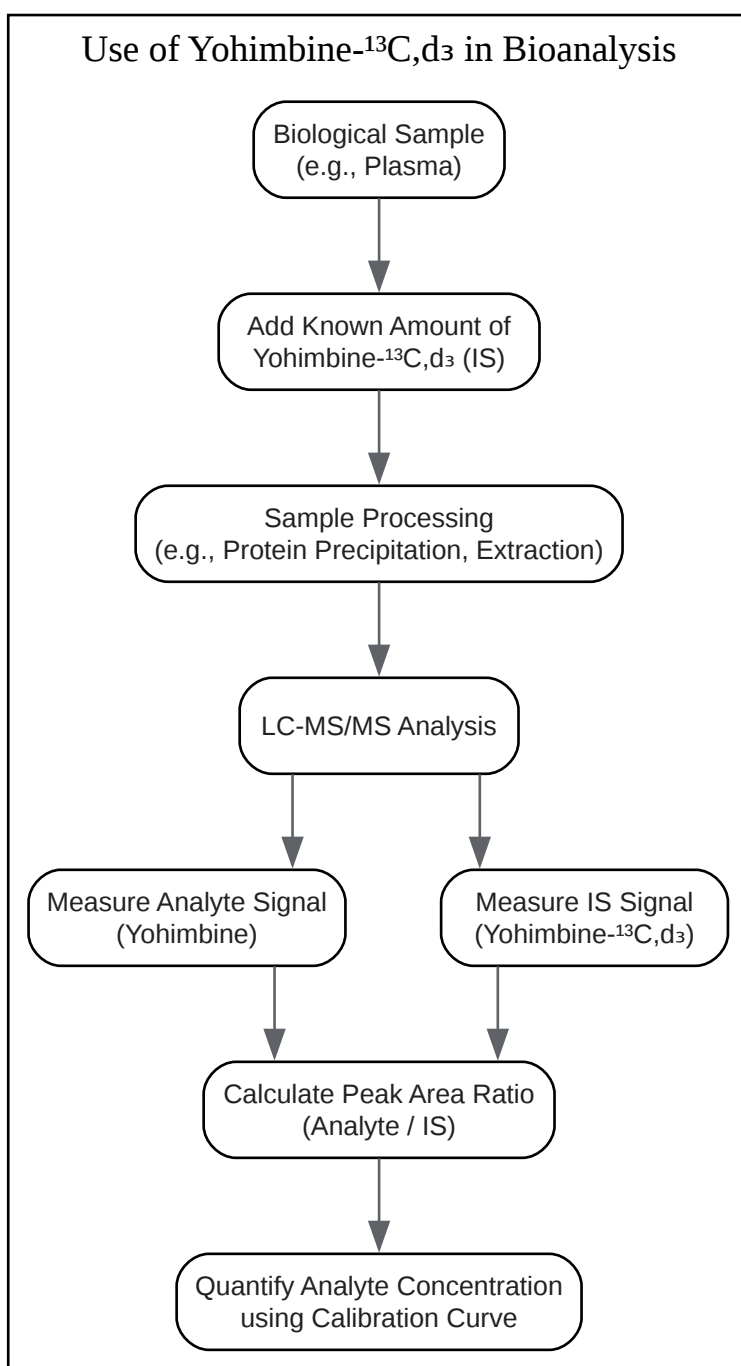 Use of Yohimbine-¹³C,d₃ in Bioanalysis
Biological Sample
(e.g., Plasma)
Add Known Amount of
Yohimbine-¹³C,d₃ (IS)
Sample Processing
(e.g., Protein Precipitation, Extraction)
LC-MS/MS Analysis
Measure Analyte Signal
(Yohimbine)
Measure IS Signal
(Yohimbine-¹³C,d₃)
Calculate Peak Area Ratio
(Analyte / IS)
Quantify Analyte Concentration
using Calibration Curve